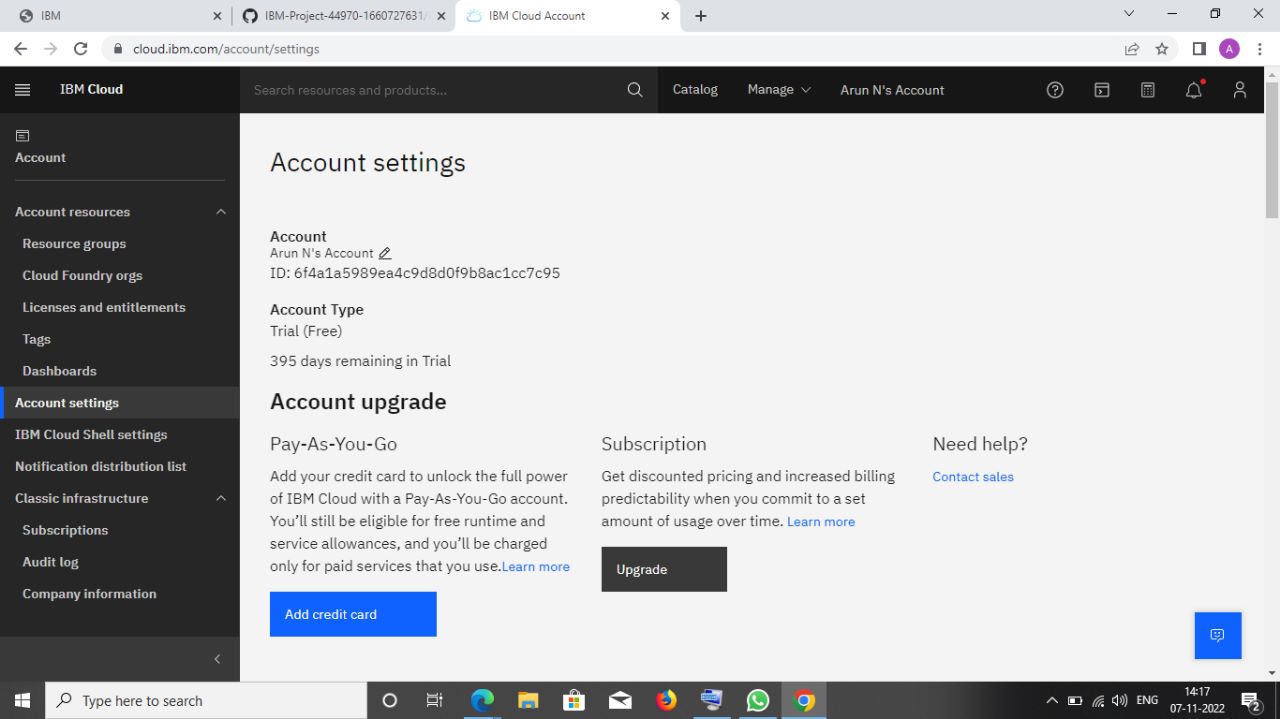 IBM
IBM-Project-44970-1660727631/
IBM Cloud Account
cloud.ibm.com/account/settings
A
IBM Cloud
Search resources and products...
Catalog
Manage
Arun N's Account
Account
Account resources
Resource groups
Cloud Foundry orgs
Licenses and entitlements
Tags
Dashboards
Account settings
IBM Cloud Shell settings
Notification distribution list
Classic infrastructure
Subscriptions
Audit log
Company information
Account settings
Account
Arun N's Account
ID: 6f4a1a5989ea4c9d8d0f9b8ac1cc7c95
Account Type
Trial (Free)
395 days remaining in Trial
Account upgrade
Pay-As-You-Go
Add your credit card to unlock the full power
of IBM Cloud with a Pay-As-You-Go account.
You’ll still be eligible for free runtime and
service allowances, and you’ll be charged
only for paid services that you use.Learn more
Add credit card
Subscription
Get discounted pricing and increased billing
predictability when you commit to a set
amount of usage over time. Learn more
Upgrade
Need help?
Contact sales
Type here to search
ENG
14:17
07-11-2022
2